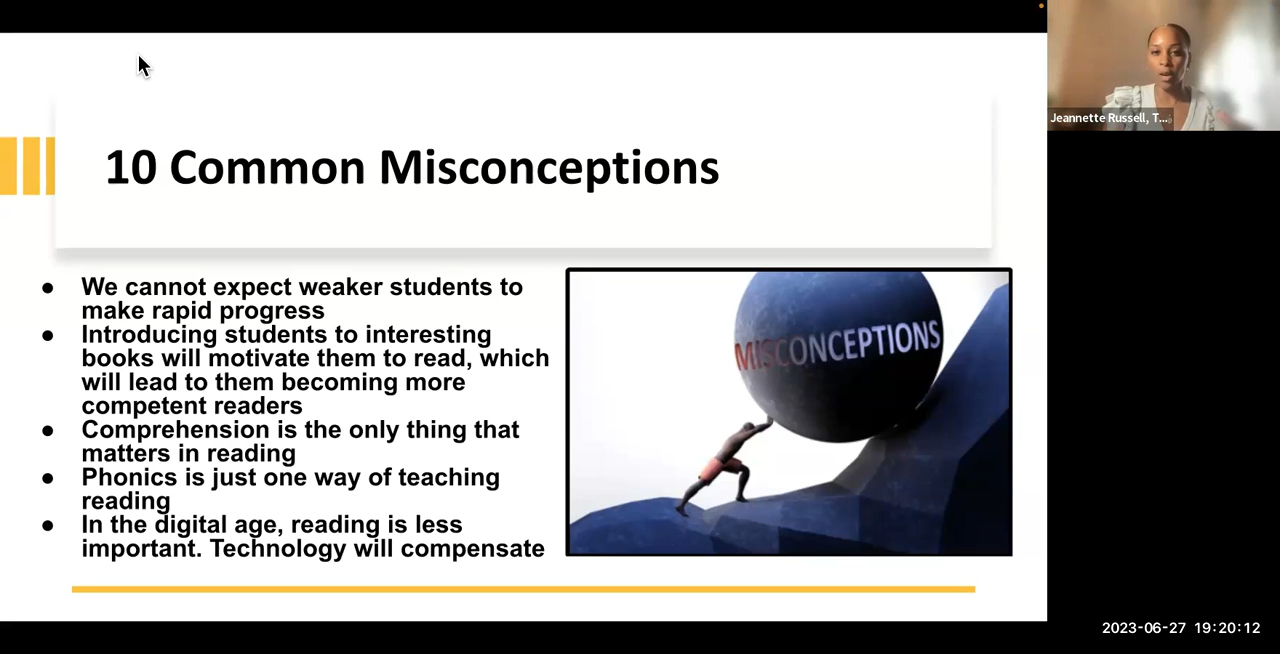 10 Common Misconceptions
● We cannot expect weaker students to
make rapid progress
● Introducing students to interesting
books will motivate them to read, which
will lead to them becoming more
competent readers
● Comprehension is the only thing that
matters in reading
● Phonics is just one way of teaching
reading
● In the digital age, reading is less
important. Technology will compensate
MISCONCEPTIONS
Jeannette Russell, T...
2023-06-27 19:20:12